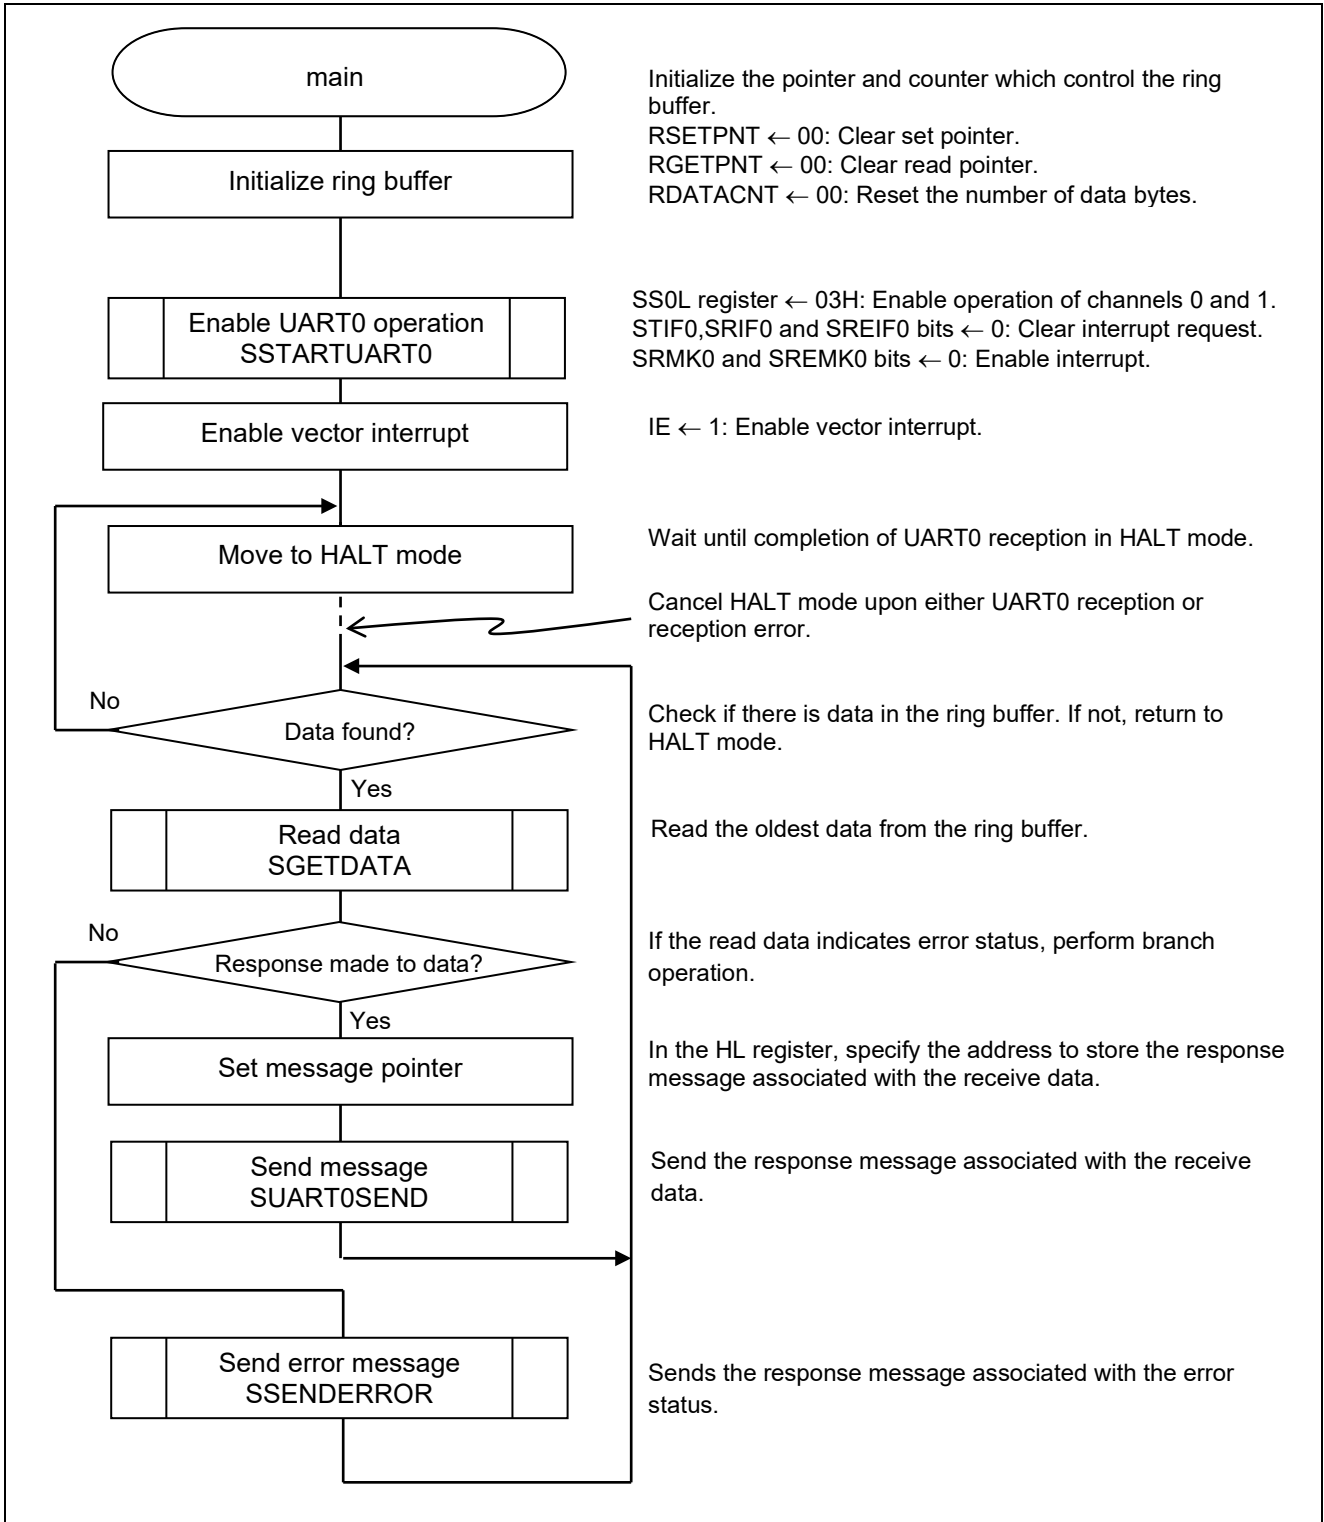 main
Initialize the pointer and counter which control the ring
buffer.
RSETPNT ← 00: Clear set pointer.
RGETPNT ← 00: Clear read pointer.
RDATACNT ← 00: Reset the number of data bytes.
Initialize ring buffer
Enable UART0 operation
SSTARTUART0
SS0L register ← 03H: Enable operation of channels 0 and 1.
STIF0,SRIF0 and SREIF0 bits ← 0: Clear interrupt request.
SRMK0 and SREMK0 bits ← 0: Enable interrupt.
Enable vector interrupt
IE ← 1: Enable vector interrupt.
Move to HALT mode
Wait until completion of UART0 reception in HALT mode.
Cancel HALT mode upon either UART0 reception or
reception error.
No
Data found?
Check if there is data in the ring buffer. If not, return to
HALT mode.
Yes
Read data
SGETDATA
Read the oldest data from the ring buffer.
No
Response made to data?
If the read data indicates error status, perform branch
operation.
Yes
Set message pointer
In the HL register, specify the address to store the response
message associated with the receive data.
Send message
SUART0SEND
Send the response message associated with the receive
data.
Send error message
SSENDERROR
Sends the response message associated with the error
status.